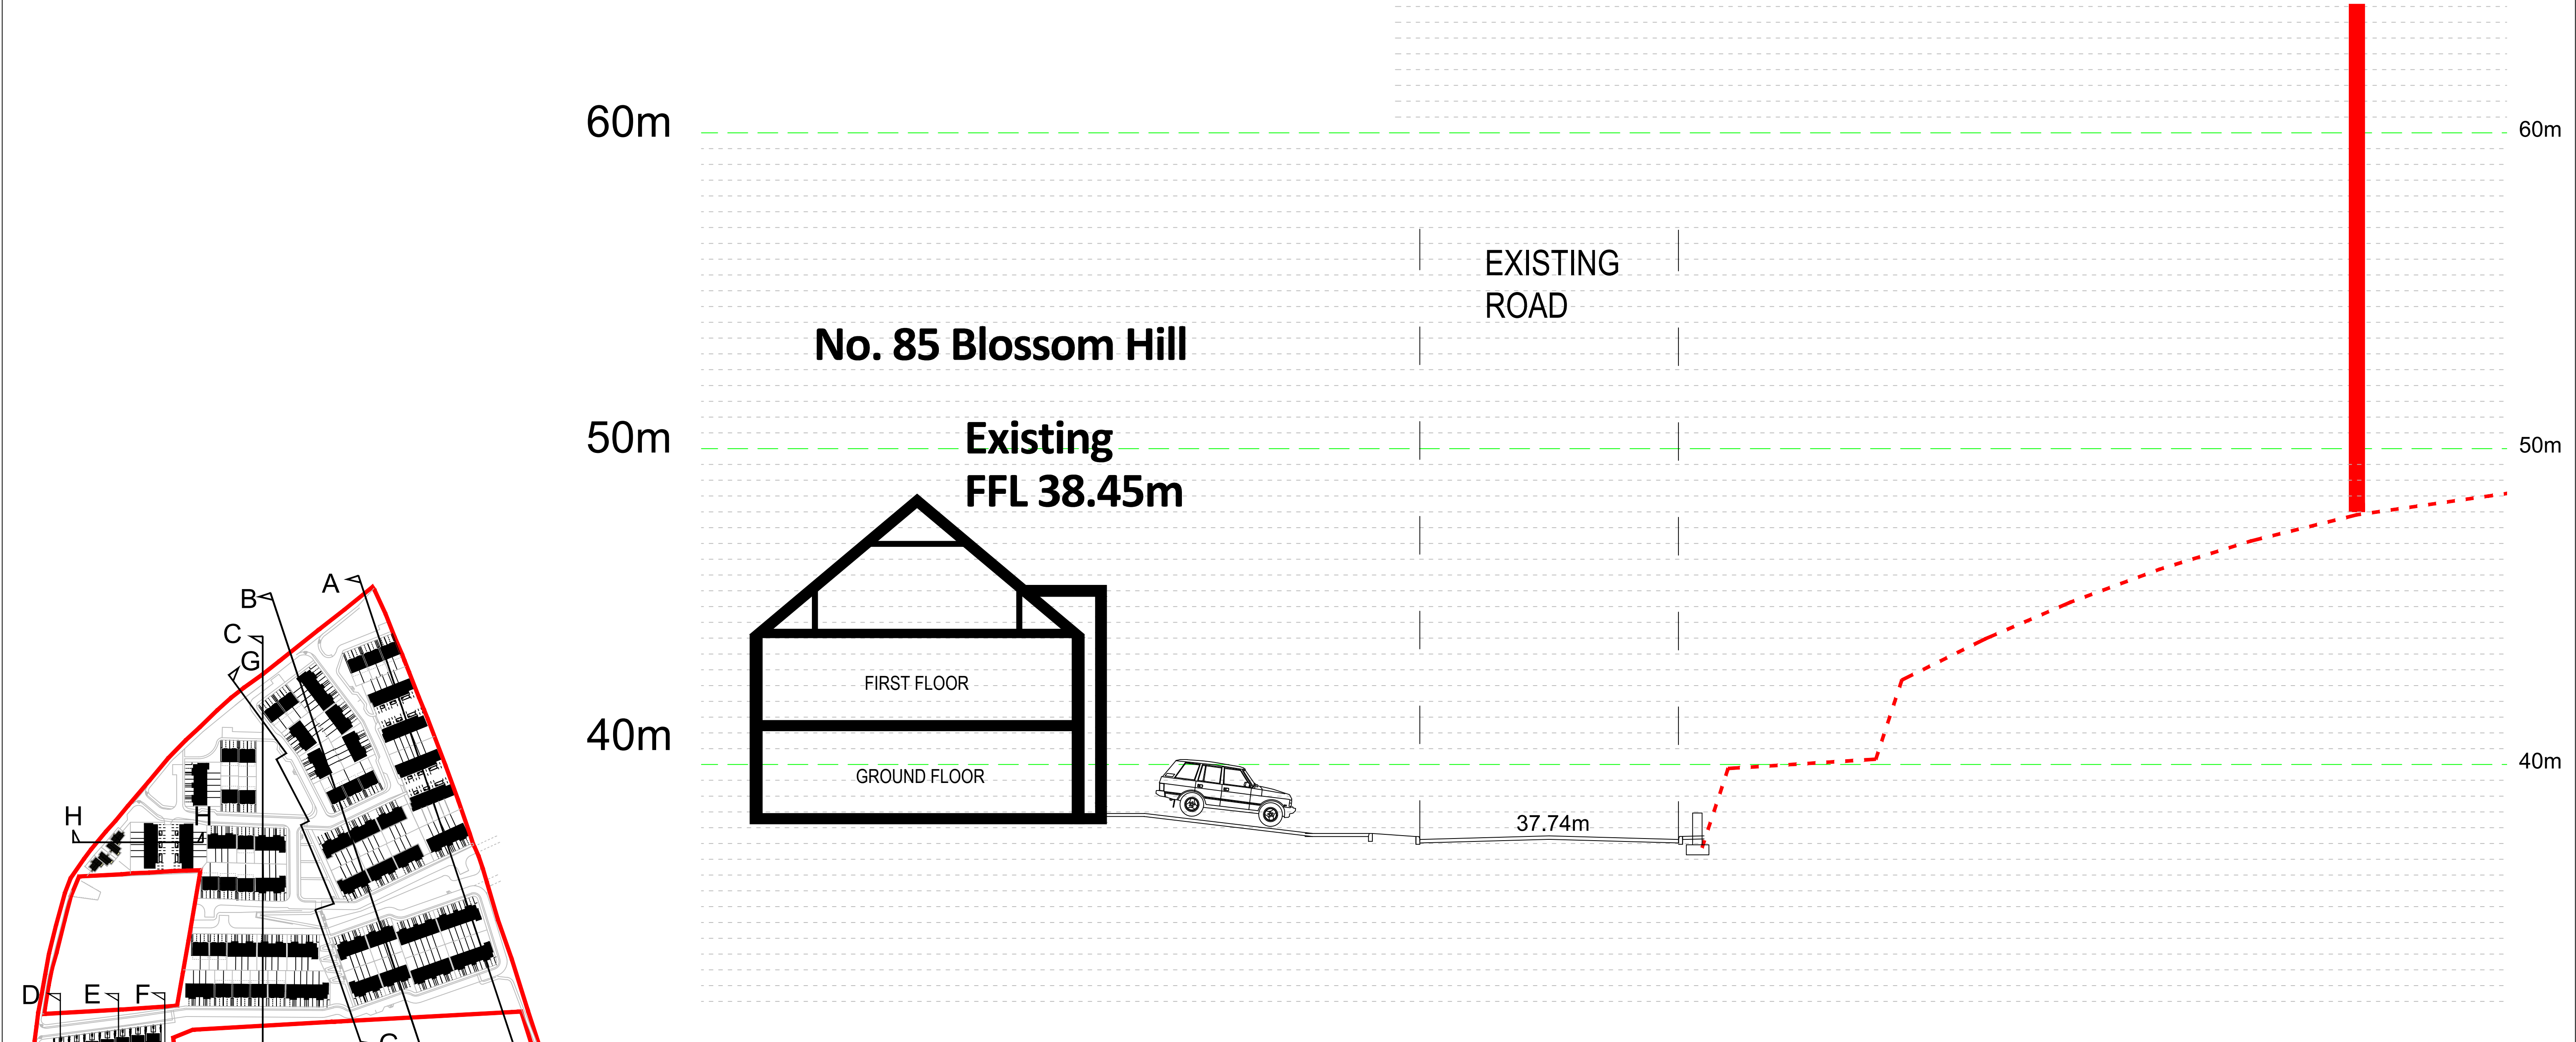 60m
60m
EXISTING
ROAD
No. 85 Blossom Hill
50m
50m
Existing
FFL 38.45m
A
B
C
G
FIRST FLOOR
40m
40m
GROUND FLOOR
H
H
37.74m
D
E
F